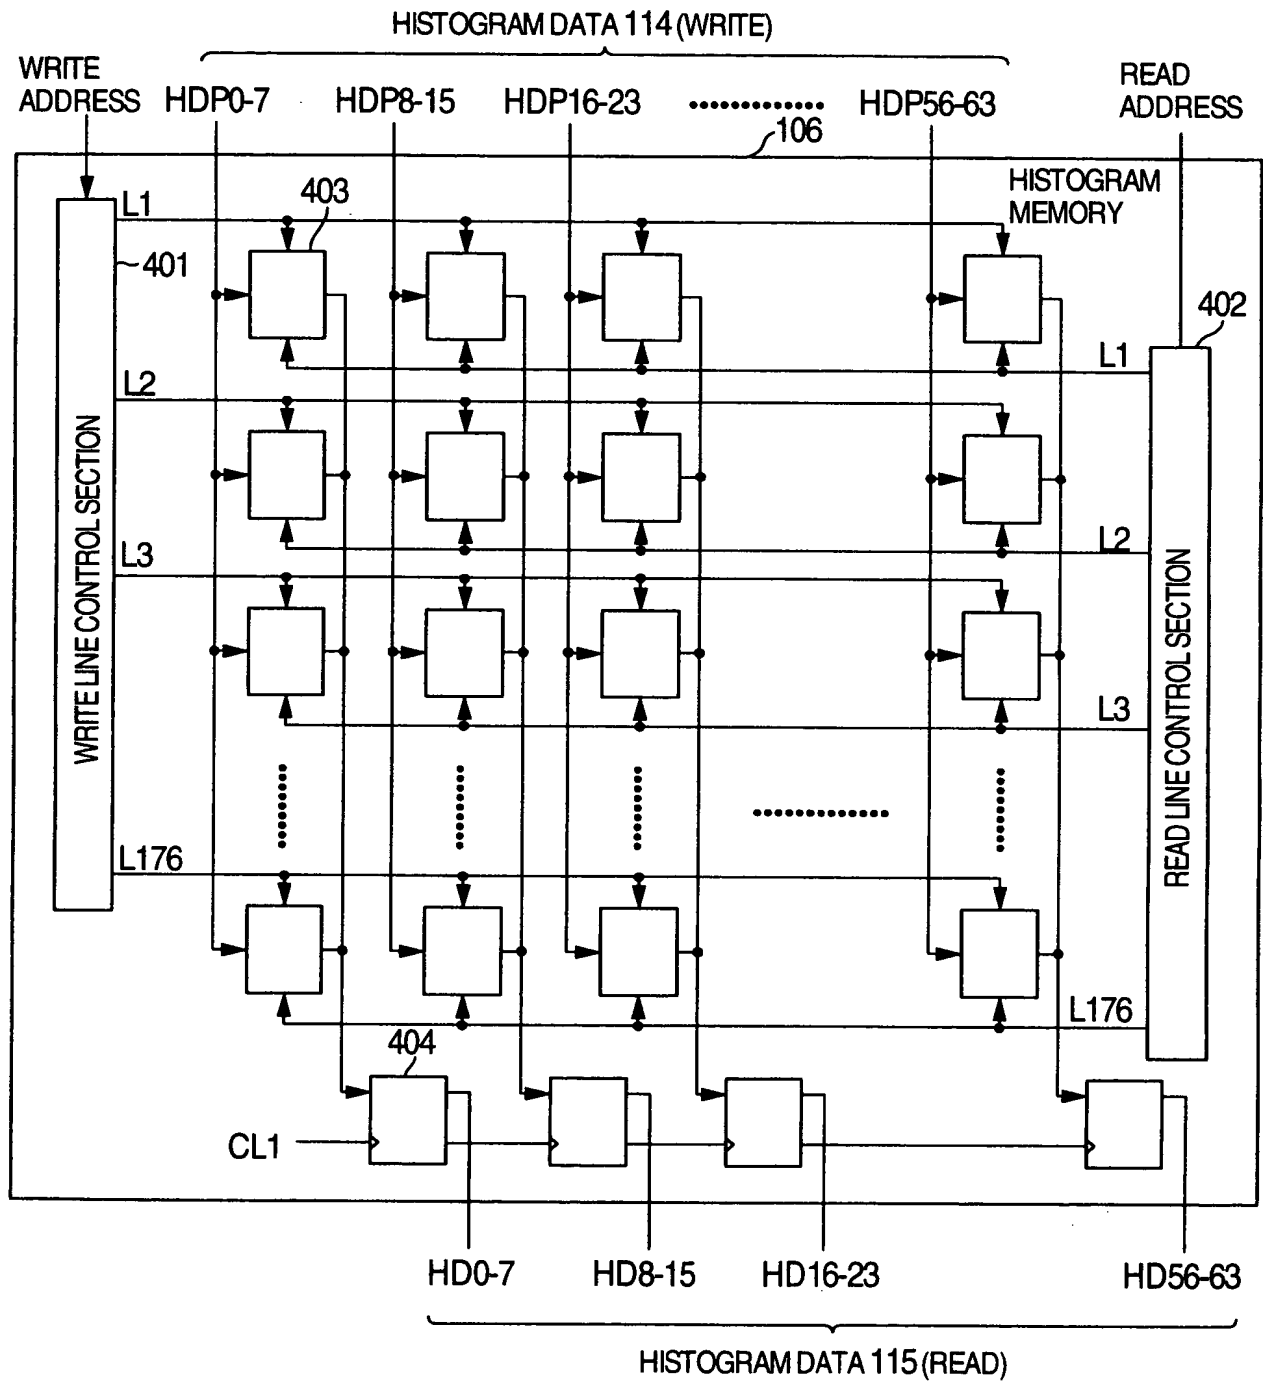 HISTOGRAM DATA 114 (WRITE)
WRITE ADDRESS
HDP0-7
HDP8-15
HDP16-23
HDP56-63
READ ADDRESS
106
HISTOGRAM MEMORY
L1
403
401
402
L1
L2
L2
L3
L3
WRITE LINE CONTROL SECTION
READ LINE CONTROL SECTION
L176
L176
404
CL1
HD0-7
HD8-15
HD16-23
HD56-63
HISTOGRAM DATA 115 (READ)